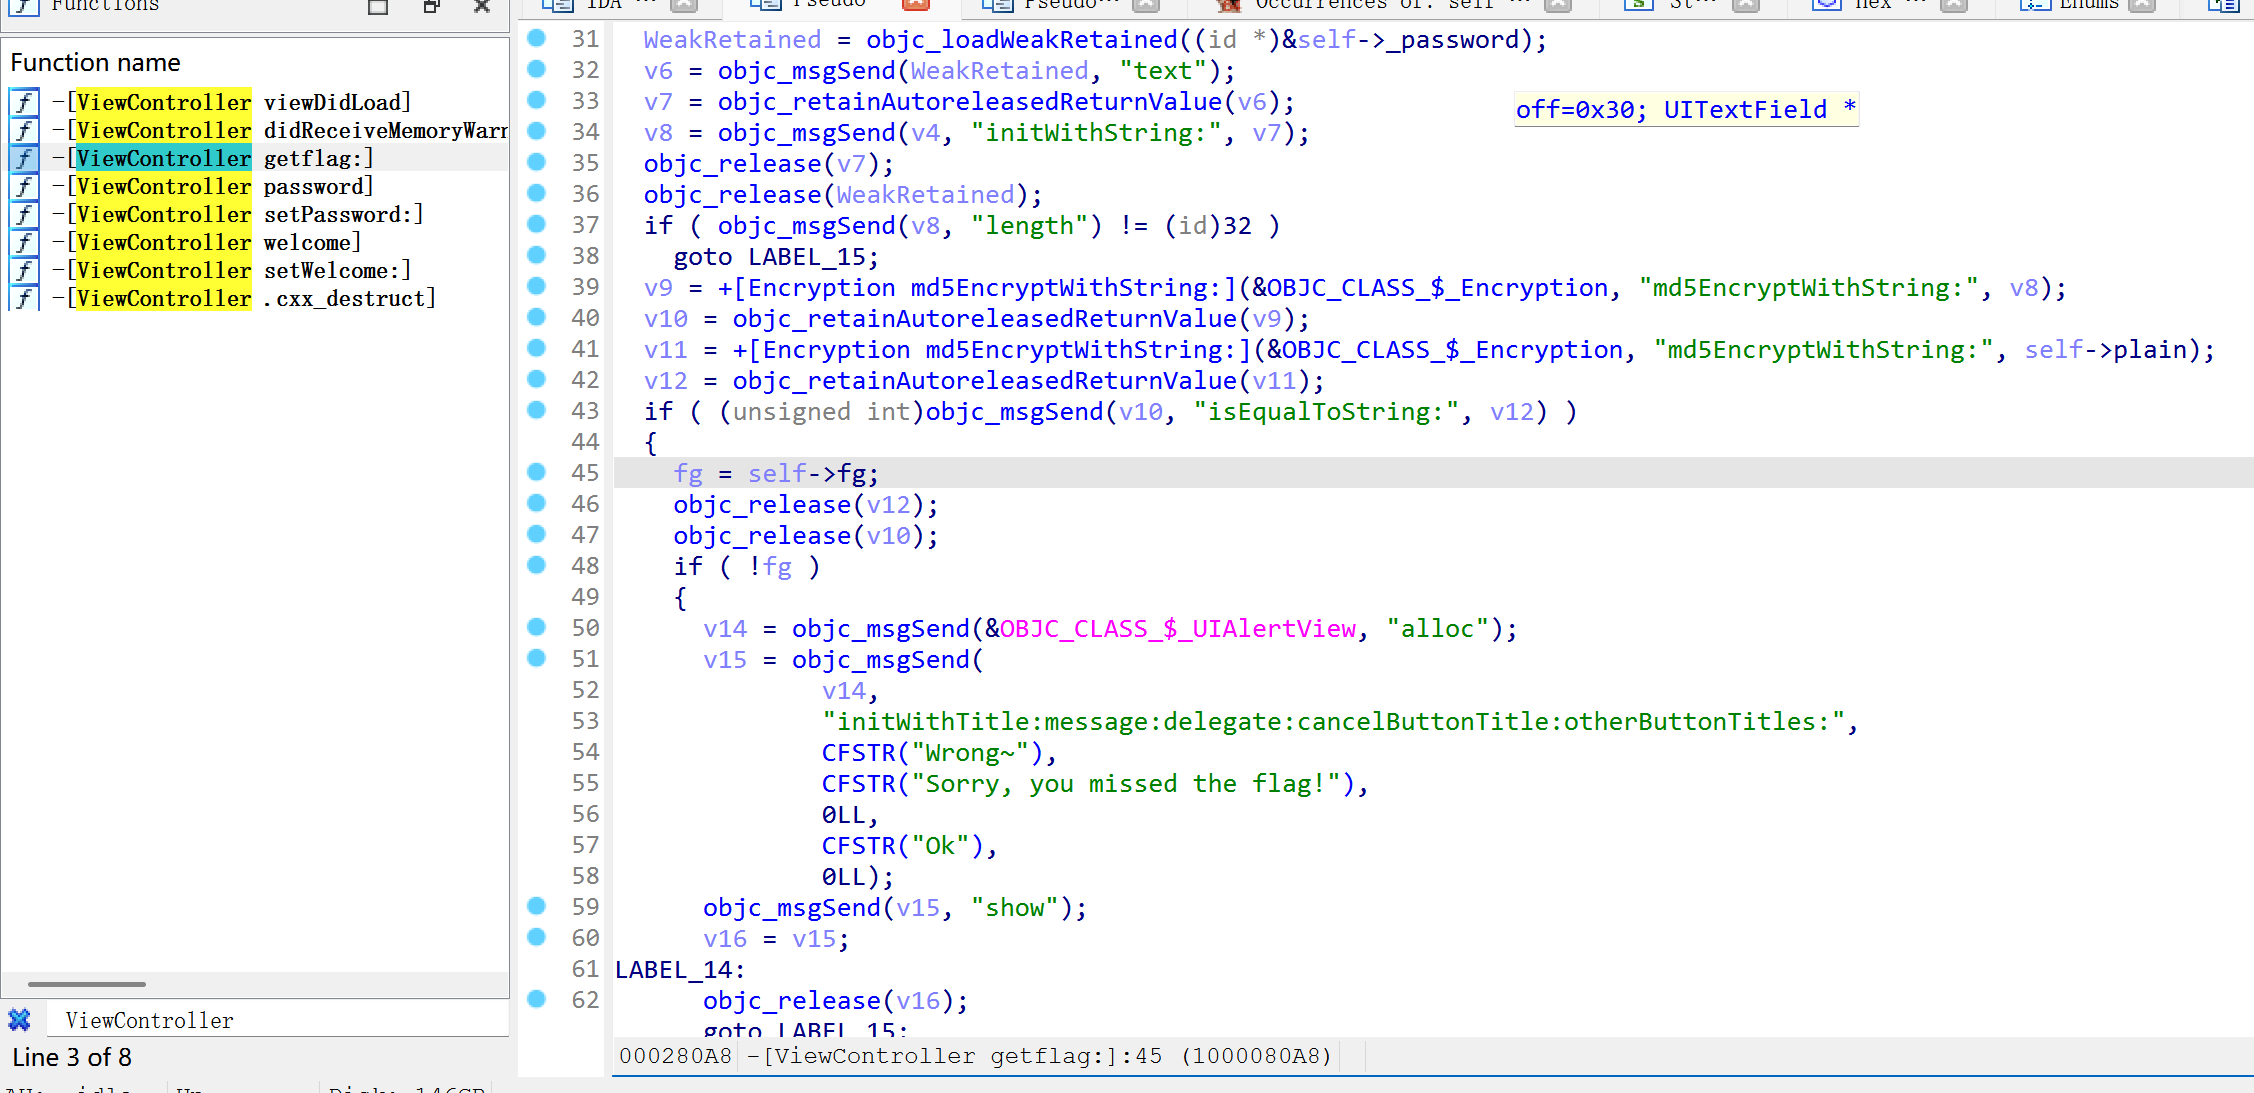 Functions
Function name
f -[ViewController viewDidLoad]
f -[ViewController didReceiveMemoryWarn
f -[ViewController getflag:]
f -[ViewController password]
f -[ViewController setPassword:]
f -[ViewController welcome]
f -[ViewController setWelcome:]
f -[ViewController .cxx_destruct]
ViewController
Line 3 of 8
IDA ··· Pseudo Pseudo··· Occurrences of: self ··· St··· Hex ··· Enums
31 WeakRetained = objc_loadWeakRetained((id *)&self->_password);
32 v6 = objc_msgSend(WeakRetained, "text");
33 v7 = objc_retainAutoreleasedReturnValue(v6);
off=0x30; UITextField *
34 v8 = objc_msgSend(v4, "initWithString:", v7);
35 objc_release(v7);
36 objc_release(WeakRetained);
37 if ( objc_msgSend(v8, "length") != (id)32 )
38 goto LABEL_15;
39 v9 = +[Encryption md5EncryptWithString:](&OBJC_CLASS_$_Encryption, "md5EncryptWithString:", v8);
40 v10 = objc_retainAutoreleasedReturnValue(v9);
41 v11 = +[Encryption md5EncryptWithString:](&OBJC_CLASS_$_Encryption, "md5EncryptWithString:", self->plain);
42 v12 = objc_retainAutoreleasedReturnValue(v11);
43 if ( (unsigned int)objc_msgSend(v10, "isEqualToString:", v12) )
44 {
45 fg = self->fg;
46 objc_release(v12);
47 objc_release(v10);
48 if ( !fg )
49 {
50 v14 = objc_msgSend(&OBJC_CLASS_$_UIAlertView, "alloc");
51 v15 = objc_msgSend(
52 v14,
53 "initWithTitle:message:delegate:cancelButtonTitle:otherButtonTitles:",
54 CFSTR("Wrong~"),
55 CFSTR("Sorry, you missed the flag!"),
56 0LL,
57 CFSTR("Ok"),
58 0LL);
59 objc_msgSend(v15, "show");
60 v16 = v15;
61 LABEL_14:
62 objc_release(v16);
goto LABEL_15;
000280A8 -[ViewController getflag:]:45 (1000080A8)